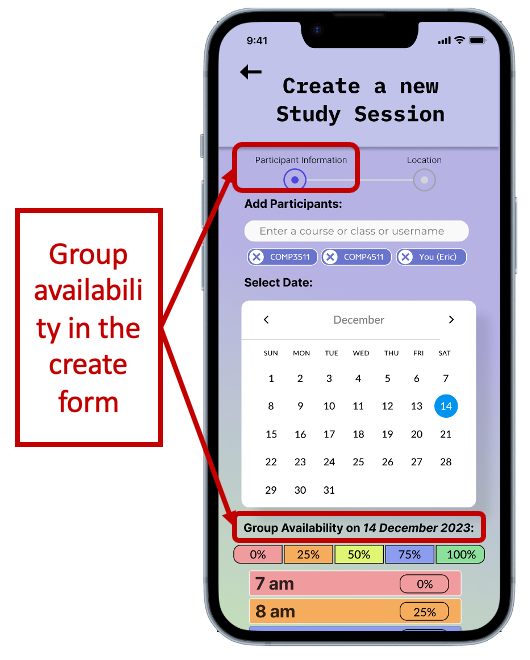 9:41
Create a new
Study Session
Participant Information
Location
Add Participants:
Enter a course or class or username
COMP3511
COMP4511
You (Eric)
Select Date:
December
SUN MON TUE WED THU FRI SAT
1 2 3 4 5 6 7
8 9 10 11 12 13 14
15 16 17 18 19 20 21
22 23 24 25 26 27 28
29 30 31
Group Availability on 14 December 2023:
0% 25% 50% 75% 100%
7 am 0%
8 am 25%
Group
availabili
ty in the
create
form